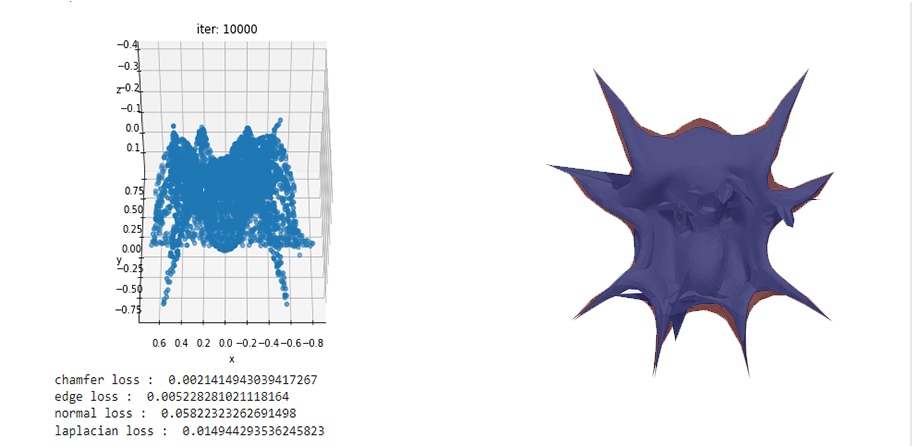 iter: 10000
−0.4
−0.3
z−0.2
−0.1
0.0
0.1
0.75
0.50
0.25
0.00
y
−0.25
−0.50
−0.75
0.6 0.4 0.2 0.0 −0.2 −0.4 −0.6 −0.8
x
chamfer loss : 0.0021414943039417267
edge loss : 0.005228281021118164
normal loss : 0.05822323262691498
laplacian loss : 0.014944293536245823